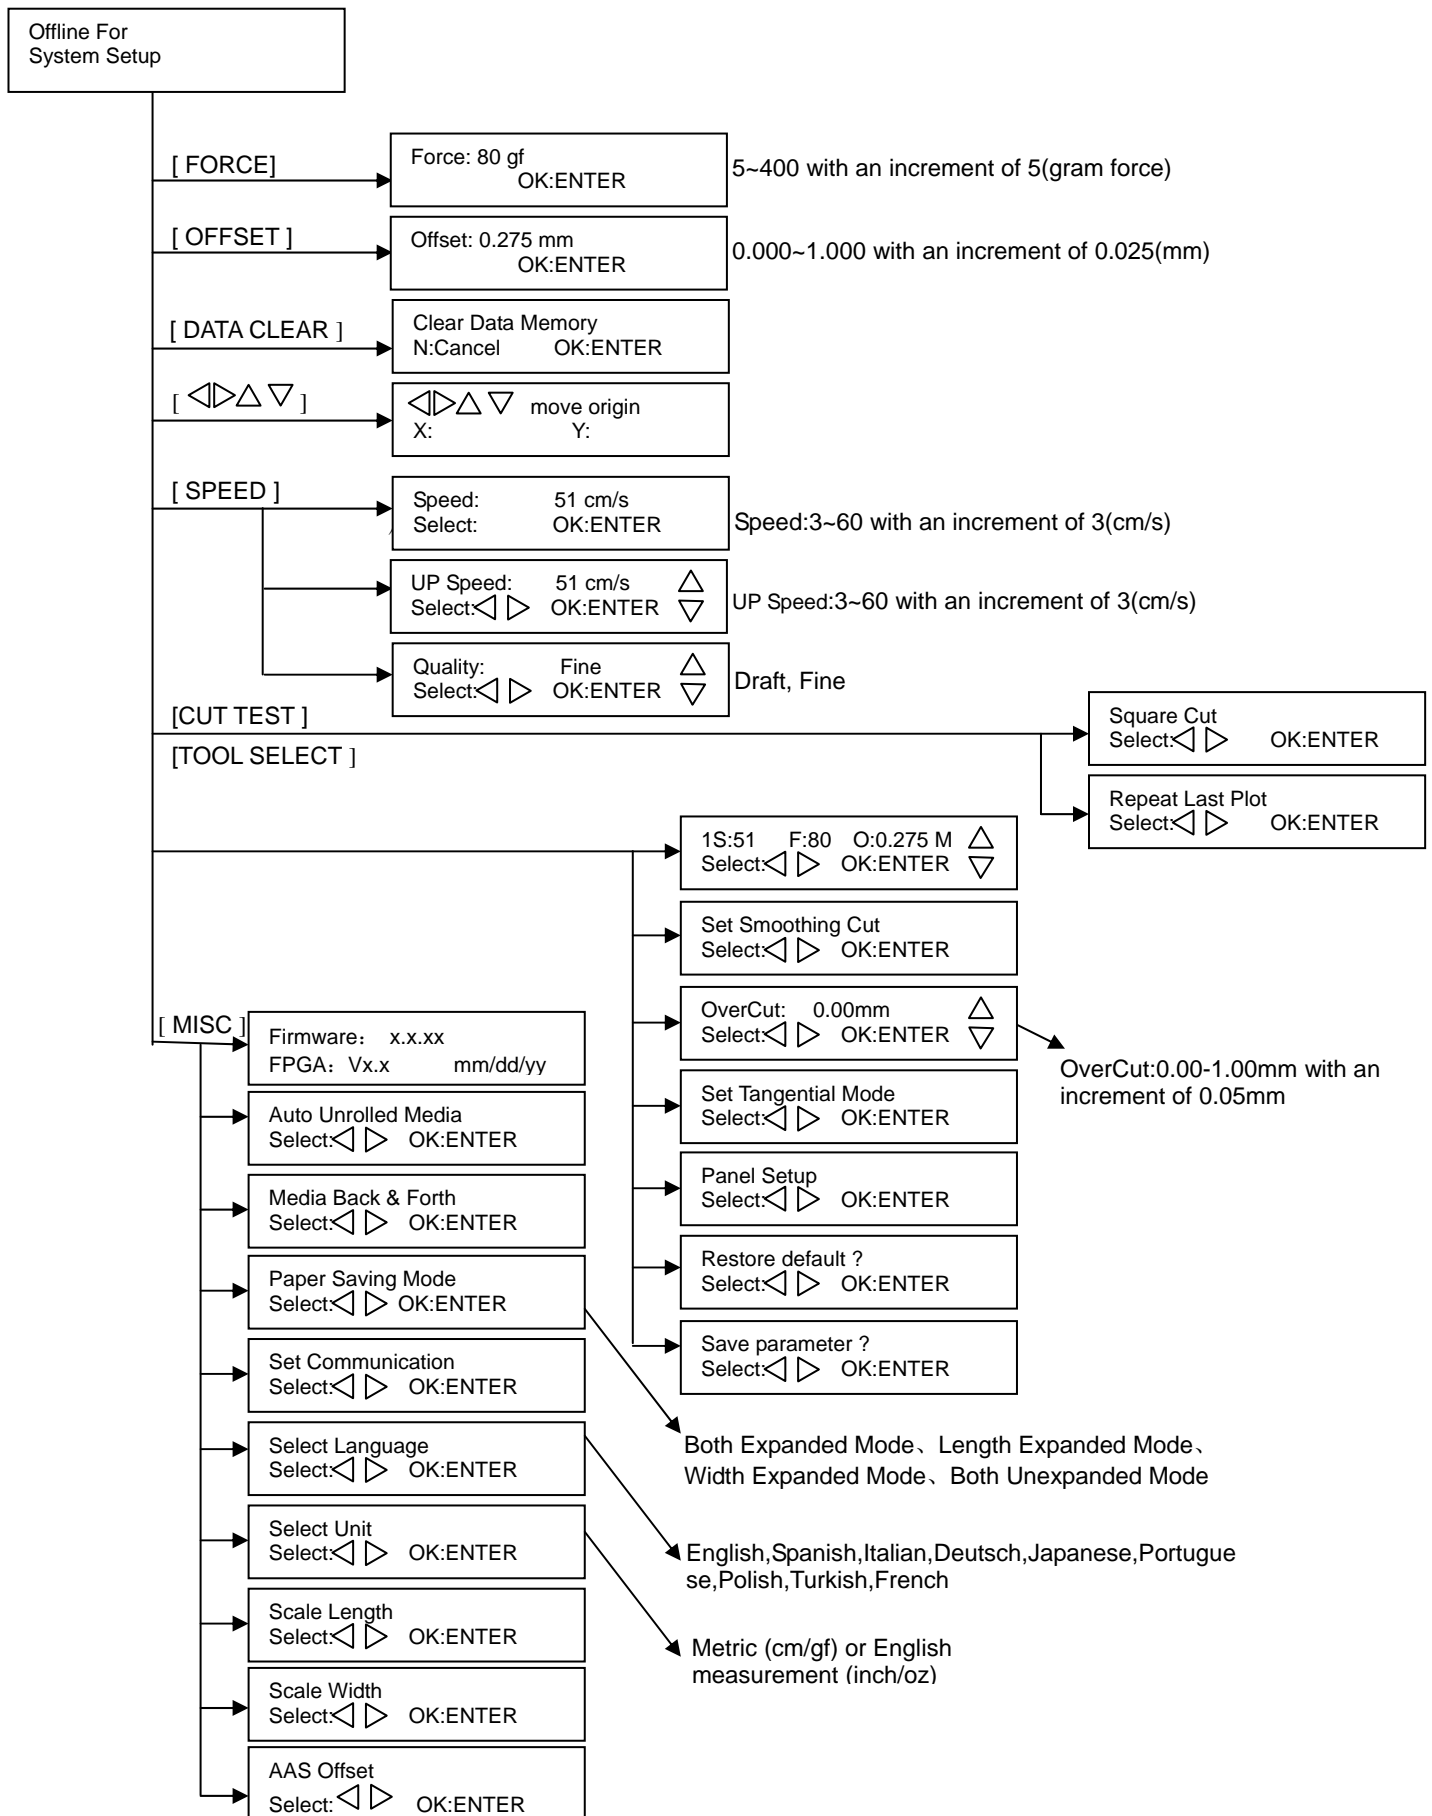 Offline For
System Setup
[ FORCE]
Force: 80 gf
OK:ENTER
5~400 with an increment of 5(gram force)
[ OFFSET ]
Offset: 0.275 mm
OK:ENTER
0.000~1.000 with an increment of 0.025(mm)
[ DATA CLEAR ]
Clear Data Memory
N:Cancel OK:ENTER
[ ◁▷△▽ ]
◁▷△▽ move origin
X: Y:
[ SPEED ]
Speed: 51 cm/s
Select: OK:ENTER
Speed:3~60 with an increment of 3(cm/s)
UP Speed: 51 cm/s △
Select:◁ ▷ OK:ENTER ▽
UP Speed:3~60 with an increment of 3(cm/s)
Quality: Fine △
Select:◁ ▷ OK:ENTER ▽
Draft, Fine
[CUT TEST ]
Square Cut
Select:◁ ▷ OK:ENTER
Repeat Last Plot
Select:◁ ▷ OK:ENTER
[TOOL SELECT ]
1S:51 F:80 O:0.275 M △
Select:◁ ▷ OK:ENTER ▽
Set Smoothing Cut
Select:◁ ▷ OK:ENTER
OverCut: 0.00mm △
Select:◁ ▷ OK:ENTER ▽
OverCut:0.00-1.00mm with an
increment of 0.05mm
Set Tangential Mode
Select:◁ ▷ OK:ENTER
Panel Setup
Select:◁ ▷ OK:ENTER
Restore default ?
Select:◁ ▷ OK:ENTER
Save parameter ?
Select:◁ ▷ OK:ENTER
[ MISC ]
Firmware： x.x.xx
FPGA：Vx.x mm/dd/yy
Auto Unrolled Media
Select:◁ ▷ OK:ENTER
Media Back & Forth
Select:◁ ▷ OK:ENTER
Paper Saving Mode
Select:◁ ▷ OK:ENTER
Both Expanded Mode、Length Expanded Mode、
Width Expanded Mode、Both Unexpanded Mode
Set Communication
Select:◁ ▷ OK:ENTER
Select Language
Select:◁ ▷ OK:ENTER
English,Spanish,Italian,Deutsch,Japanese,Portugue
se,Polish,Turkish,French
Select Unit
Select:◁ ▷ OK:ENTER
Metric (cm/gf) or English
measurement (inch/oz)
Scale Length
Select:◁ ▷ OK:ENTER
Scale Width
Select:◁ ▷ OK:ENTER
AAS Offset
Select: ◁ ▷ OK:ENTER